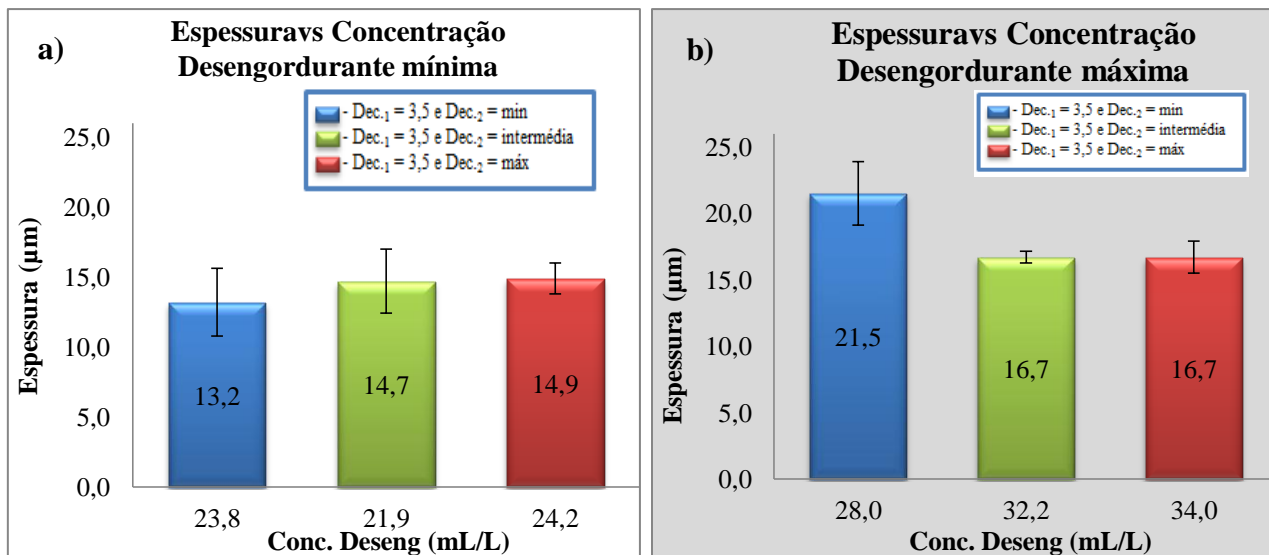 a)
Espessuravs Concentração
Desengordurante mínima
- Dec.1 = 3,5 e Dec.2 = min
- Dec.1 = 3,5 e Dec.2 = intermédia
- Dec.1 = 3,5 e Dec.2 = máx
Espessura (µm)
25,0
20,0
15,0
10,0
5,0
0,0
13,2
14,7
14,9
23,8
21,9
24,2
Conc. Deseng (mL/L)
b)
Espessuravs Concentração
Desengordurante máxima
- Dec.1 = 3,5 e Dec.2 = min
- Dec.1 = 3,5 e Dec.2 = intermédia
- Dec.1 = 3,5 e Dec.2 = máx
Espessura (µm)
25,0
20,0
15,0
10,0
5,0
0,0
21,5
16,7
16,7
28,0
32,2
34,0
Conc. Deseng (mL/L)